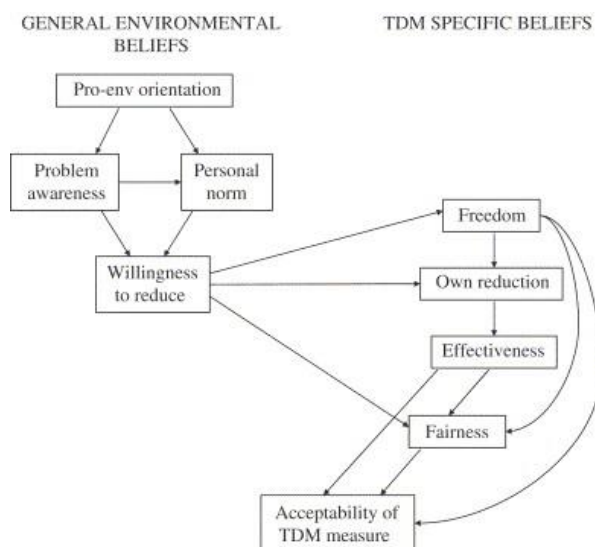 GENERAL ENVIRONMENTAL
BELIEFS
TDM SPECIFIC BELIEFS
Pro-env orientation
Problem
awareness
Personal
norm
Willingness
to reduce
Freedom
Own reduction
Effectiveness
Fairness
Acceptability of
TDM measure